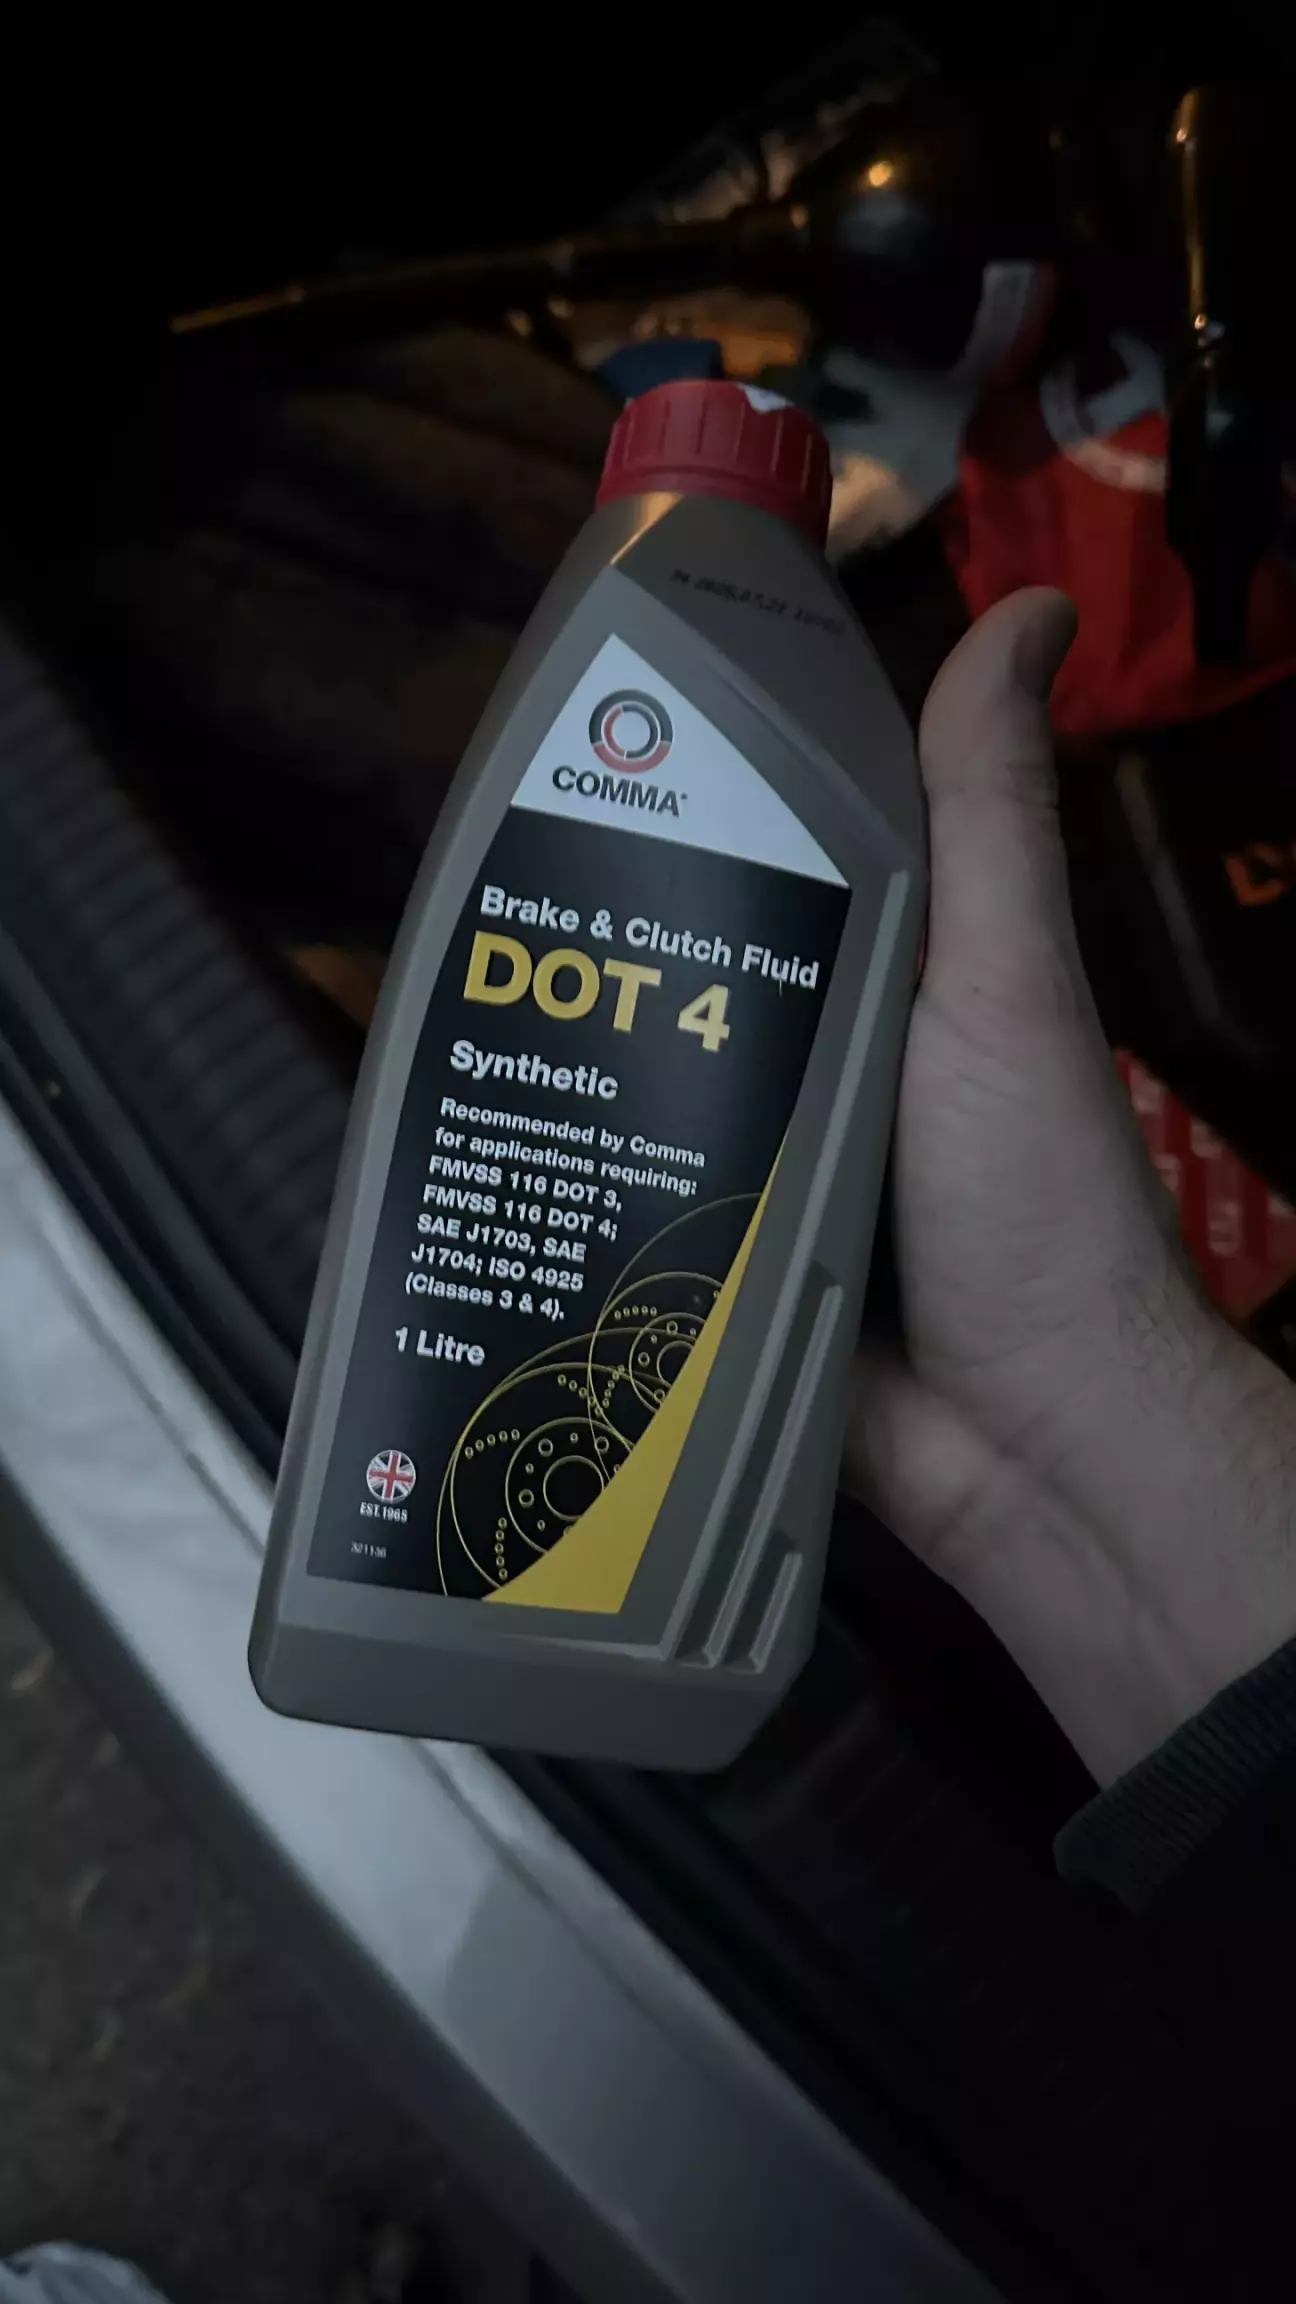 COMMA
Brake & Clutch Fluid
DOT 4
Synthetic
Recommended by Comma
for applications requiring:
FMVSS 116 DOT 3,
FMVSS 116 DOT 4;
SAE J1703, SAE
J1704; ISO 4925
(Classes 3 & 4).
1 Litre
EST. 1965